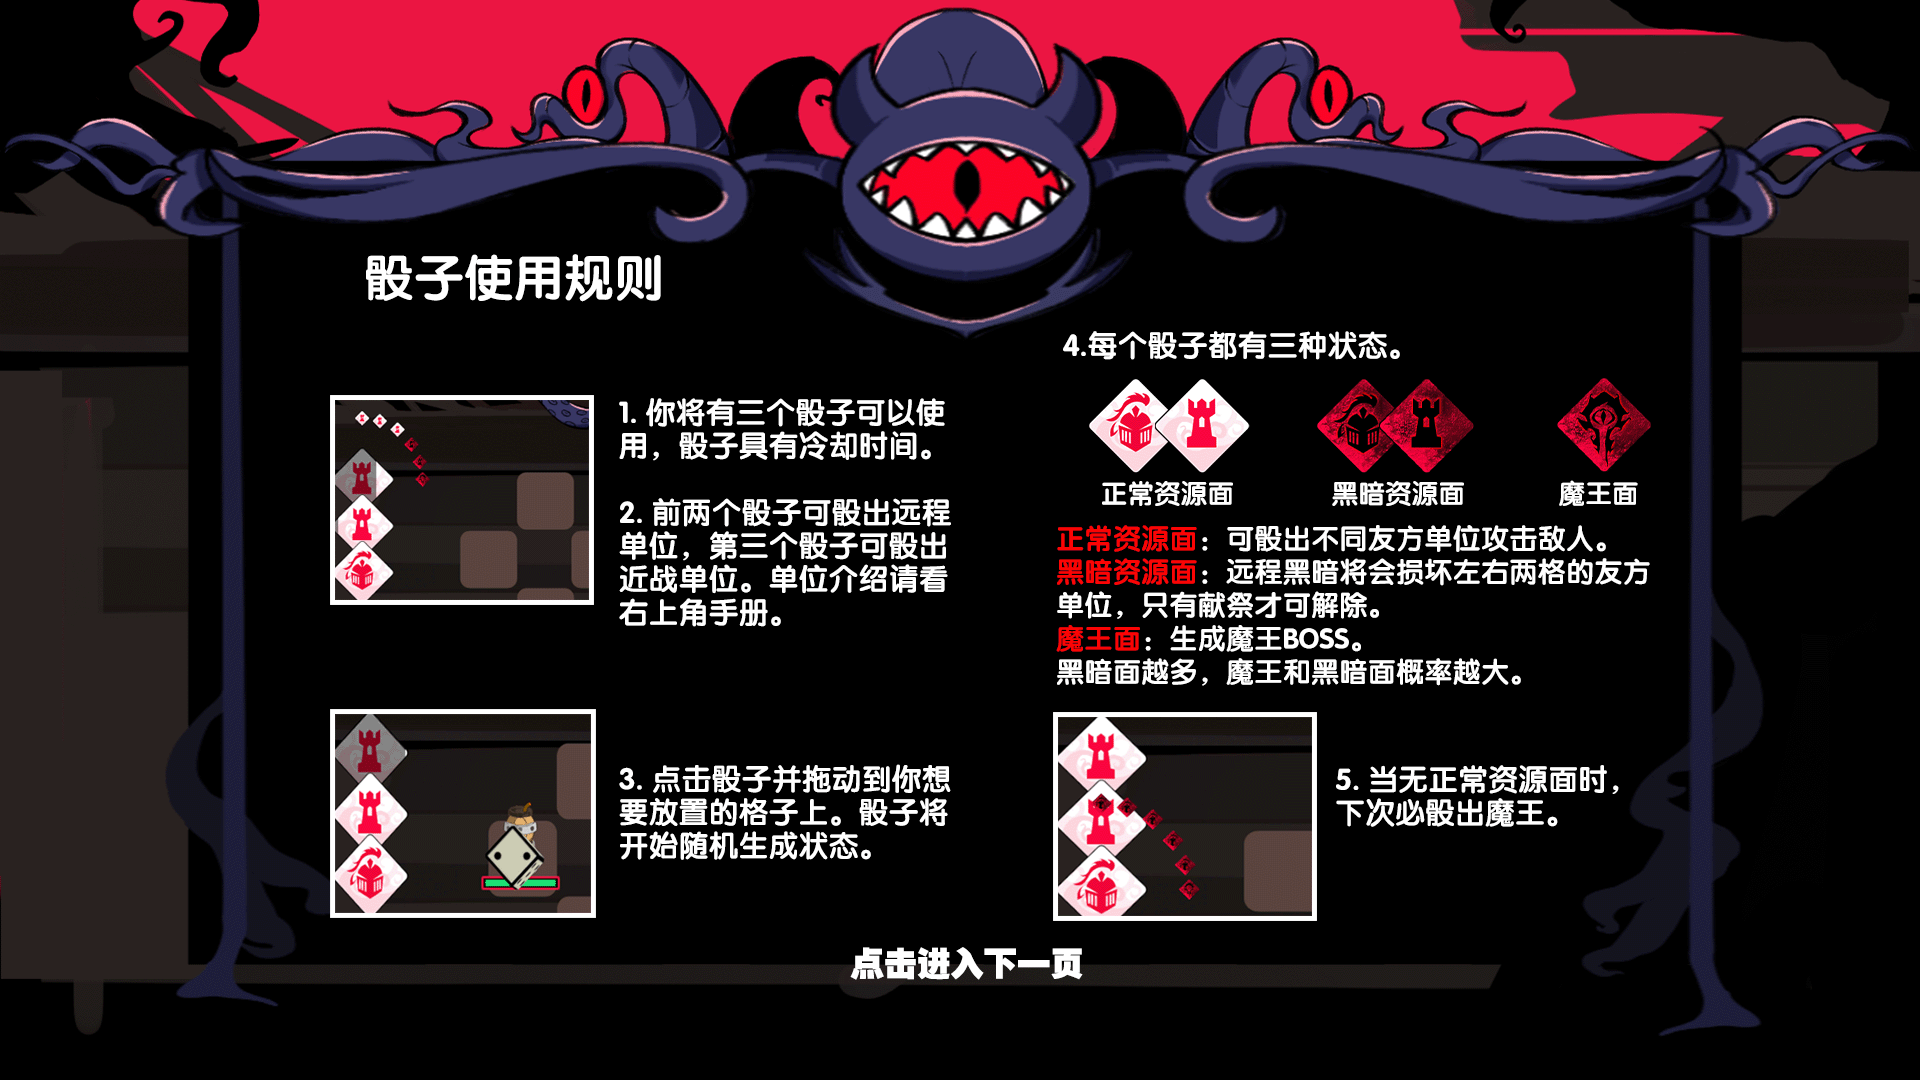 骰子使用规则
1. 你将有三个骰子可以使
用，骰子具有冷却时间。
2. 前两个骰子可骰出远程
单位，第三个骰子可骰出
近战单位。单位介绍请看
右上角手册。
3. 点击骰子并拖动到你想
要放置的格子上。骰子将
开始随机生成状态。
4.每个骰子都有三种状态。
正常资源面
黑暗资源面
魔王面
正常资源面：可骰出不同友方单位攻击敌人。
黑暗资源面：远程黑暗将会损坏左右两格的友方
单位，只有献祭才可解除。
魔王面：生成魔王BOSS。
黑暗面越多，魔王和黑暗面概率越大。
5. 当无正常资源面时，
下次必骰出魔王。
点击进入下一页